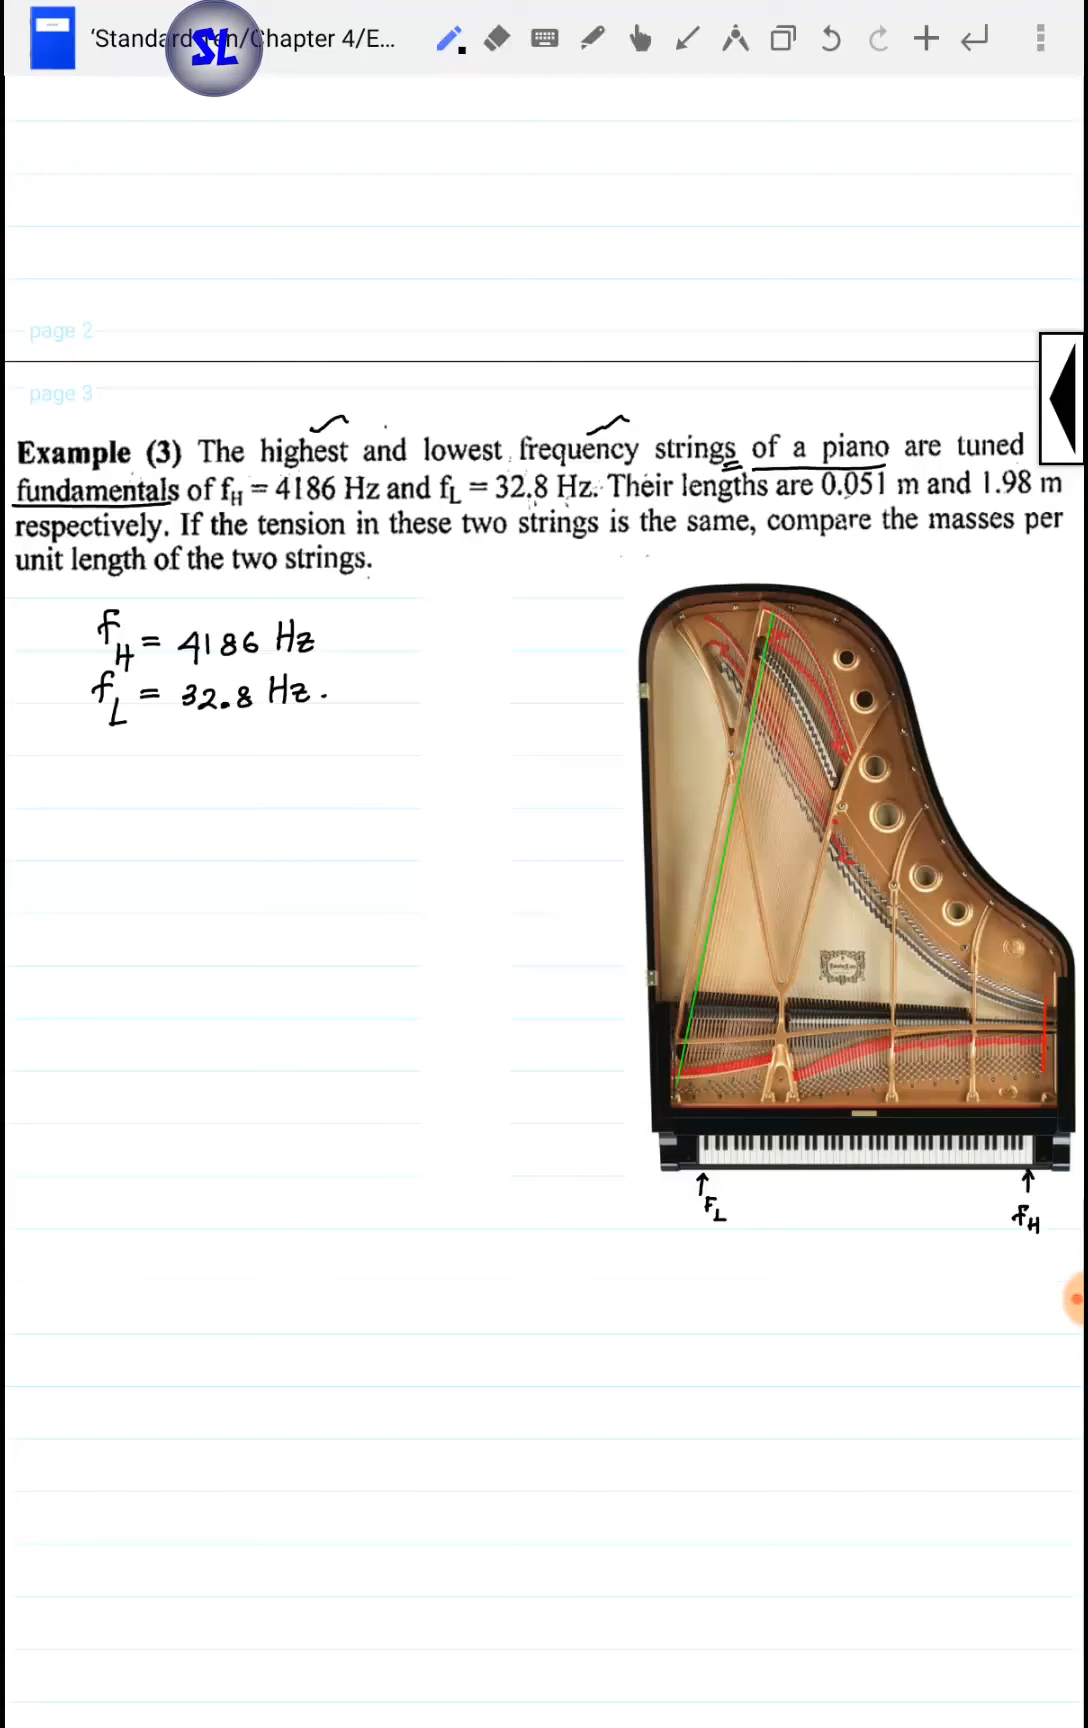 ‘Standard Ten/Chapter 4/E...
SL
page 2
page 3
Example (3) The highest and lowest frequency strings of a piano are tuned
fundamentals of fH = 4186 Hz and fL = 32.8 Hz. Their lengths are 0.051 m and 1.98 m
respectively. If the tension in these two strings is the same, compare the masses per
unit length of the two strings.
fH = 4186 Hz
fL = 32.8 Hz.
FL
fH